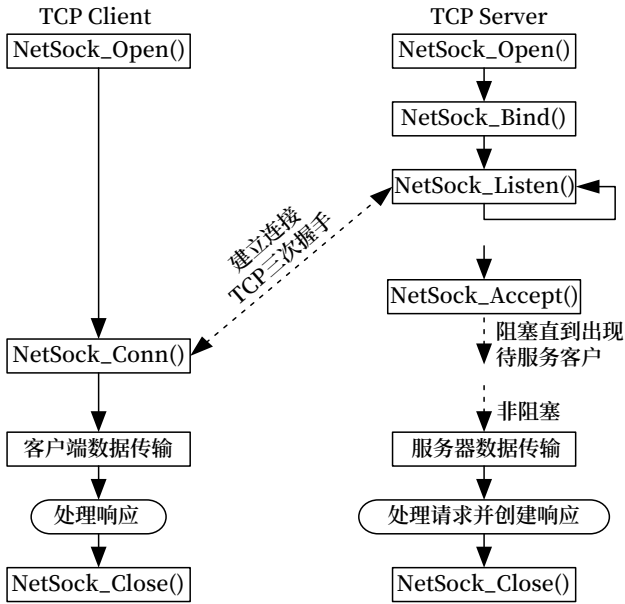 TCP Client
NetSock_Open()
NetSock_Conn()
客户端数据传输
处理响应
NetSock_Close()
建立连接
TCP三次握手
TCP Server
NetSock_Open()
NetSock_Bind()
NetSock_Listen()
NetSock_Accept()
阻塞直到出现
待服务客户
非阻塞
服务器数据传输
处理请求并创建响应
NetSock_Close()